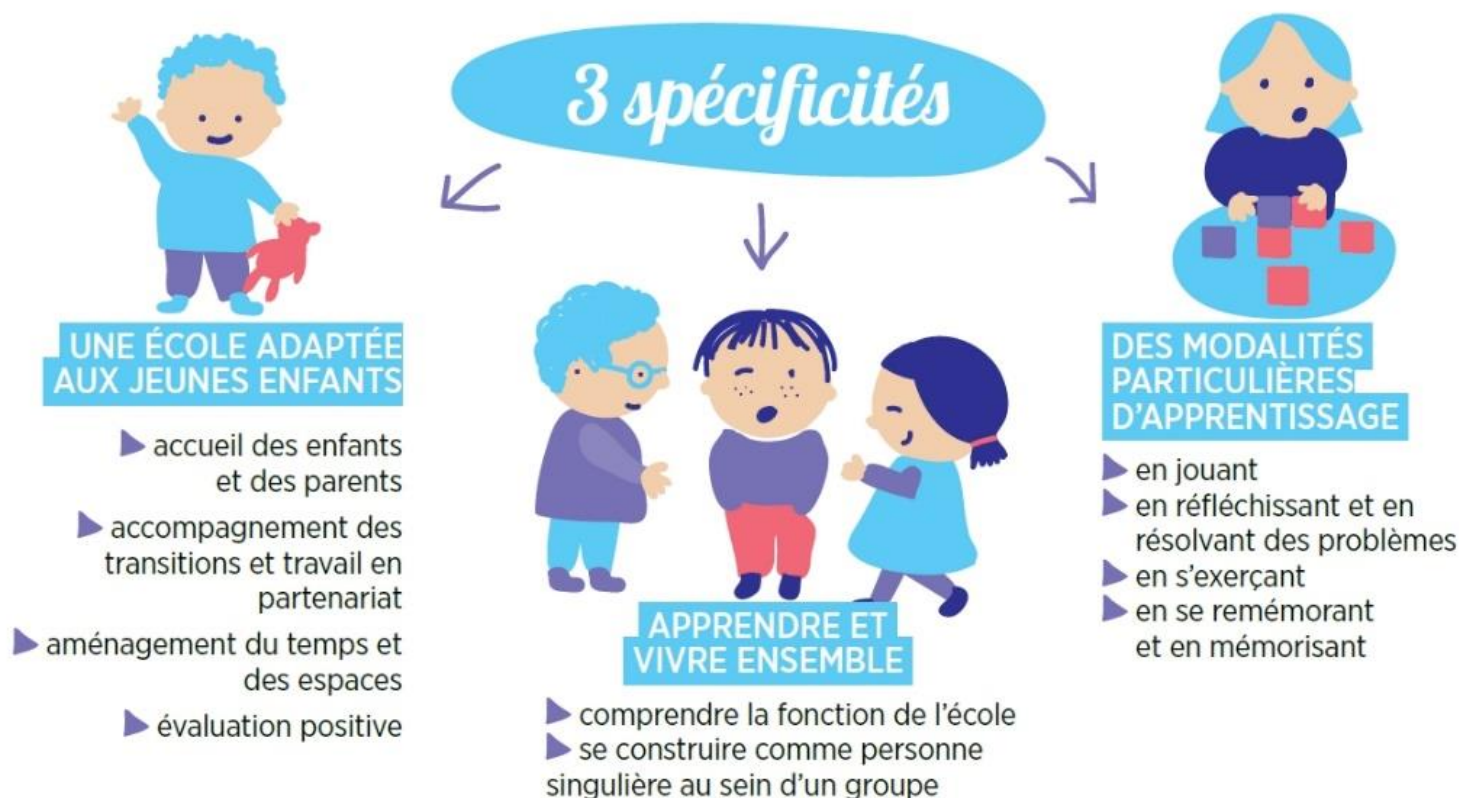 3 spécificités
UNE ÉCOLE ADAPTÉE
AUX JEUNES ENFANTS
accueil des enfants
et des parents
accompagnement des
transitions et travail en
partenariat
aménagement du temps et
des espaces
évaluation positive
APPRENDRE ET
VIVRE ENSEMBLE
comprendre la fonction de l’école
se construire comme personne
singulière au sein d’un groupe
DES MODALITÉS
PARTICULIÈRES
D’APPRENTISSAGE
en jouant
en réfléchissant et en
résolvant des problèmes
en s’exerçant
en se remémorant
et en mémorisant